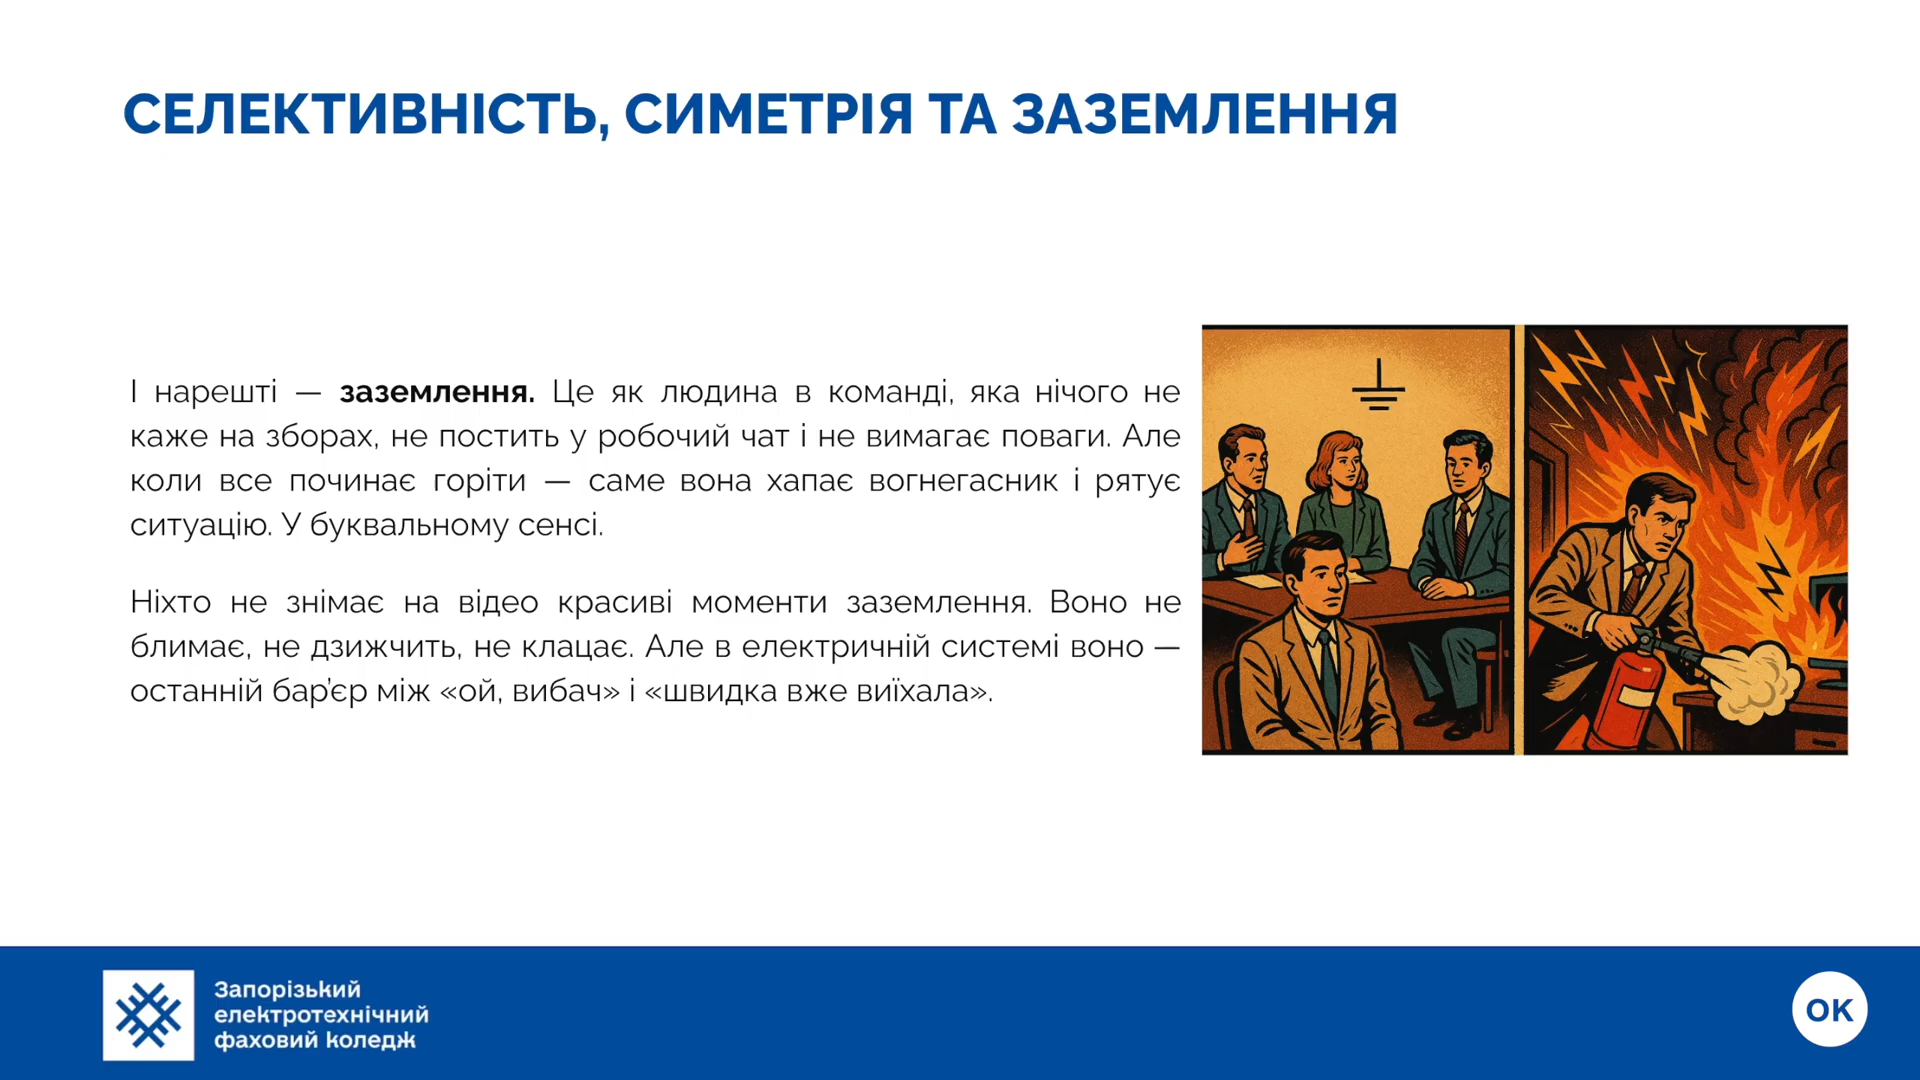 СЕЛЕКТИВНІСТЬ, СИМЕТРІЯ ТА ЗАЗЕМЛЕННЯ
І нарешті — заземлення. Це як людина в команді, яка нічого не
каже на зборах, не постить у робочий чат і не вимагає поваги. Але
коли все починає горіти — саме вона хапає вогнегасник і рятує
ситуацію. У буквальному сенсі.
Ніхто не знімає на відео красиві моменти заземлення. Воно не
блимає, не дзижчить, не клацає. Але в електричній системі воно —
останній бар’єр між «ой, вибач» і «швидка вже виїхала».
Запорізький
електротехнічний
фаховий коледж
ОК